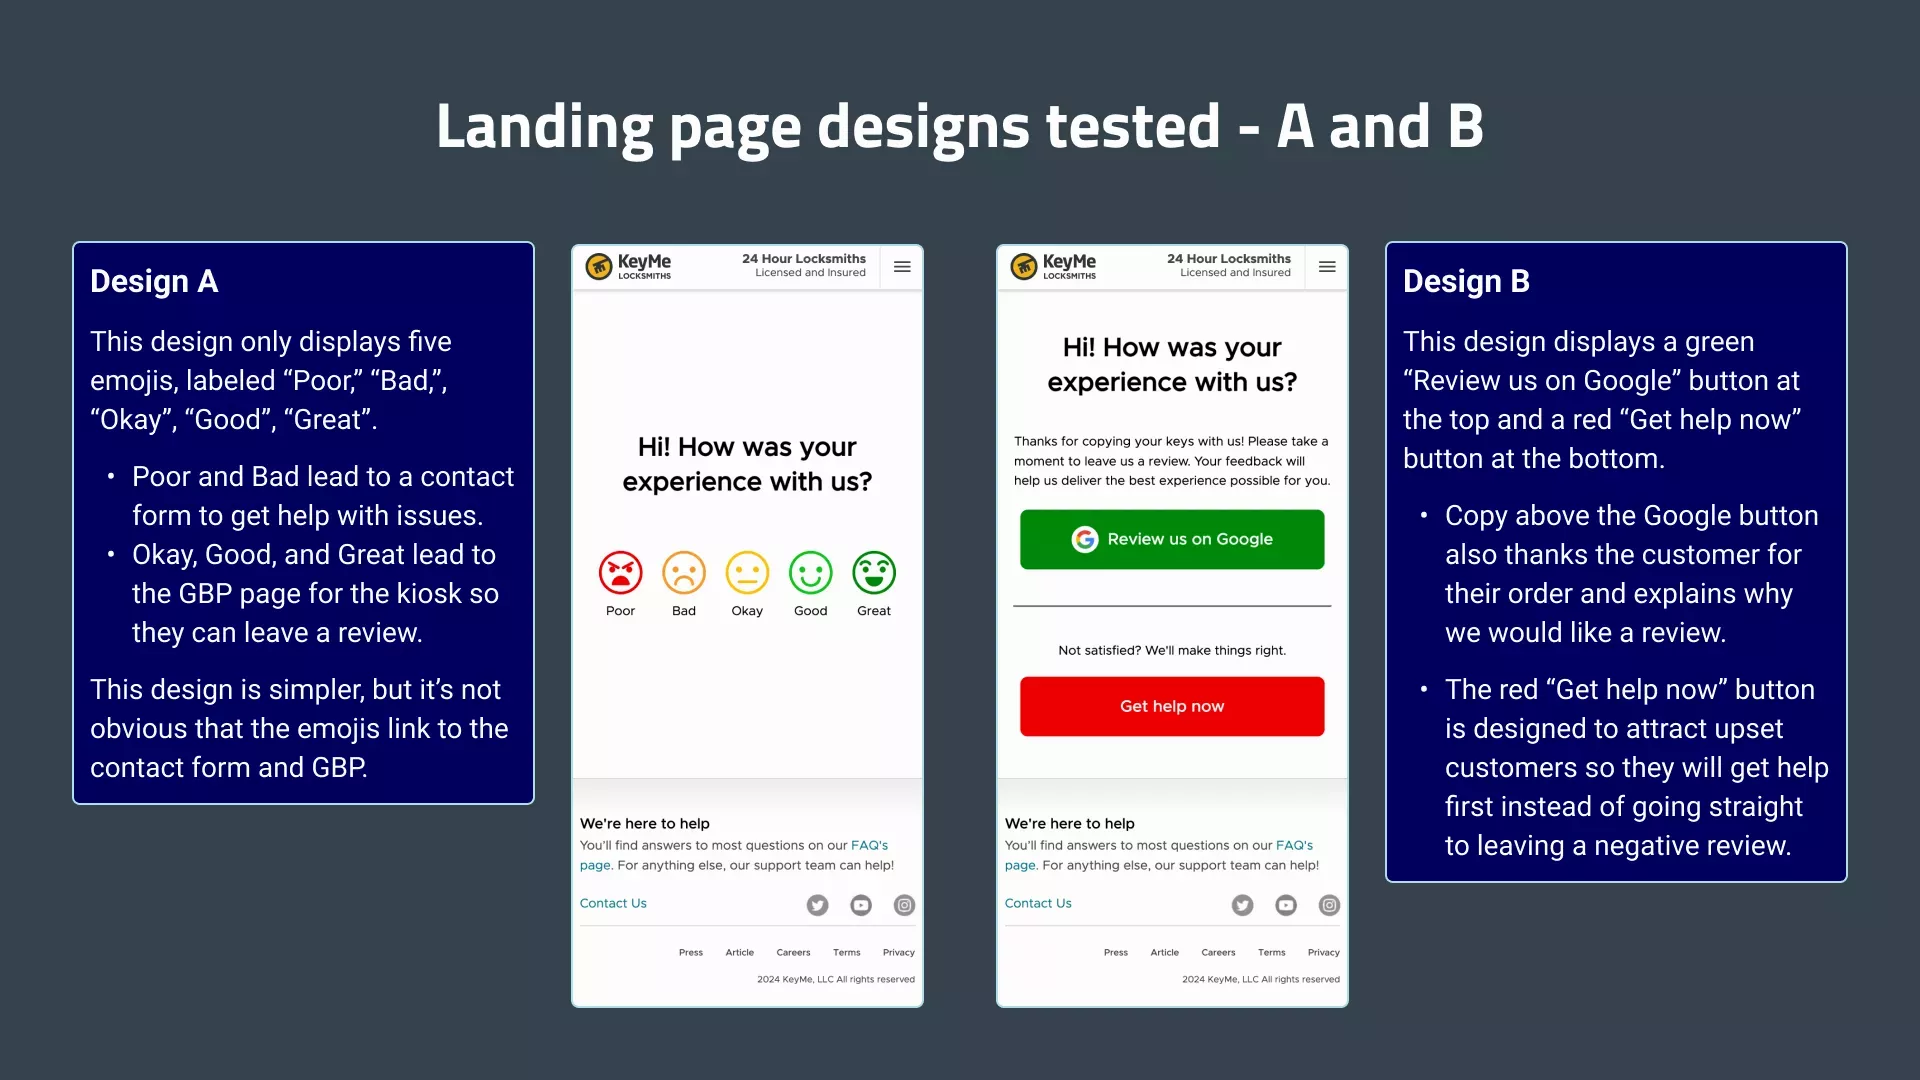 Landing page designs tested - A and B
Design A
This design only displays five
emojis, labeled “Poor,” “Bad,”,
“Okay”, “Good”, “Great”.
• Poor and Bad lead to a contact
form to get help with issues.
• Okay, Good, and Great lead to
the GBP page for the kiosk so
they can leave a review.
This design is simpler, but it’s not
obvious that the emojis link to the
contact form and GBP.
KeyMe
LOCKSMITHS
24 Hour Locksmiths
Licensed and Insured
Hi! How was your
experience with us?
Poor Bad Okay Good Great
We're here to help
You'll find answers to most questions on our FAQ's
page. For anything else, our support team can help!
Contact Us
Press Article Careers Terms Privacy
2024 KeyMe, LLC All rights reserved
KeyMe
LOCKSMITHS
24 Hour Locksmiths
Licensed and Insured
Hi! How was your
experience with us?
Thanks for copying your keys with us! Please take a
moment to leave us a review. Your feedback will
help us deliver the best experience possible for you.
Review us on Google
Not satisfied? We'll make things right.
Get help now
We're here to help
You'll find answers to most questions on our FAQ's
page. For anything else, our support team can help!
Contact Us
Press Article Careers Terms Privacy
2024 KeyMe, LLC All rights reserved
Design B
This design displays a green
“Review us on Google” button at
the top and a red “Get help now”
button at the bottom.
• Copy above the Google button
also thanks the customer for
their order and explains why
we would like a review.
• The red “Get help now” button
is designed to attract upset
customers so they will get help
first instead of going straight
to leaving a negative review.